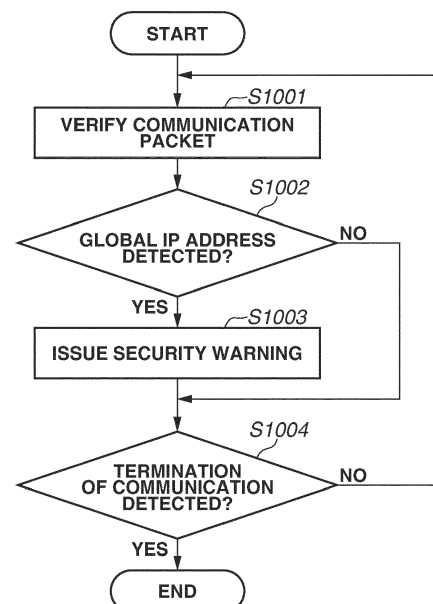 START
S1001
VERIFY COMMUNICATION
PACKET
S1002
GLOBAL IP ADDRESS
DETECTED?
NO
YES
S1003
ISSUE SECURITY WARNING
S1004
TERMINATION
OF COMMUNICATION
DETECTED?
NO
YES
END